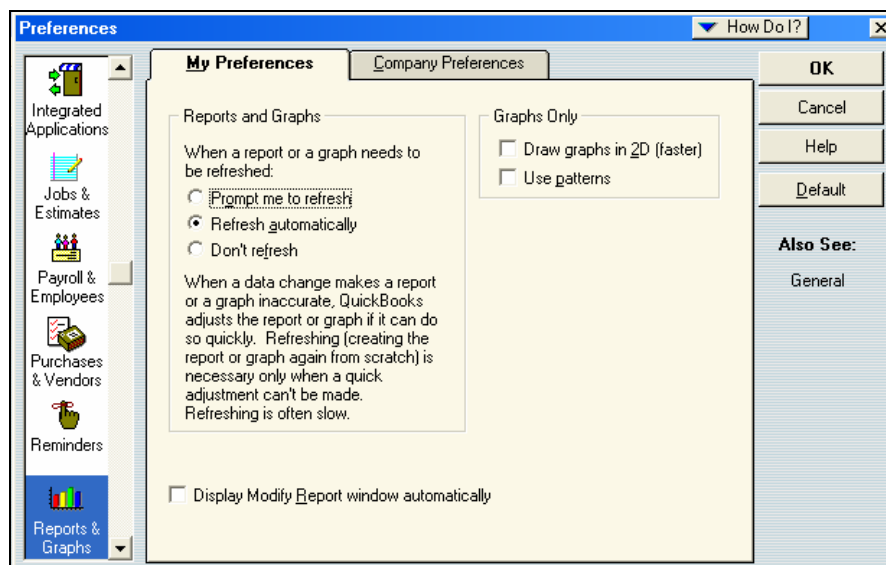 Preferences
How Do I?
Integrated
Applications
Jobs &
Estimates
Payroll &
Employees
Purchases
& Vendors
Reminders
Reports &
Graphs
My Preferences
Company Preferences
Reports and Graphs
When a report or a graph needs to
be refreshed:
Prompt me to refresh
Refresh automatically
Don't refresh
When a data change makes a report
or a graph inaccurate, QuickBooks
adjusts the report or graph if it can do
so quickly. Refreshing (creating the
report or graph again from scratch) is
necessary only when a quick
adjustment can't be made.
Refreshing is often slow.
Graphs Only
Draw graphs in 2D (faster)
Use patterns
Display Modify Report window automatically
OK
Cancel
Help
Default
Also See:
General